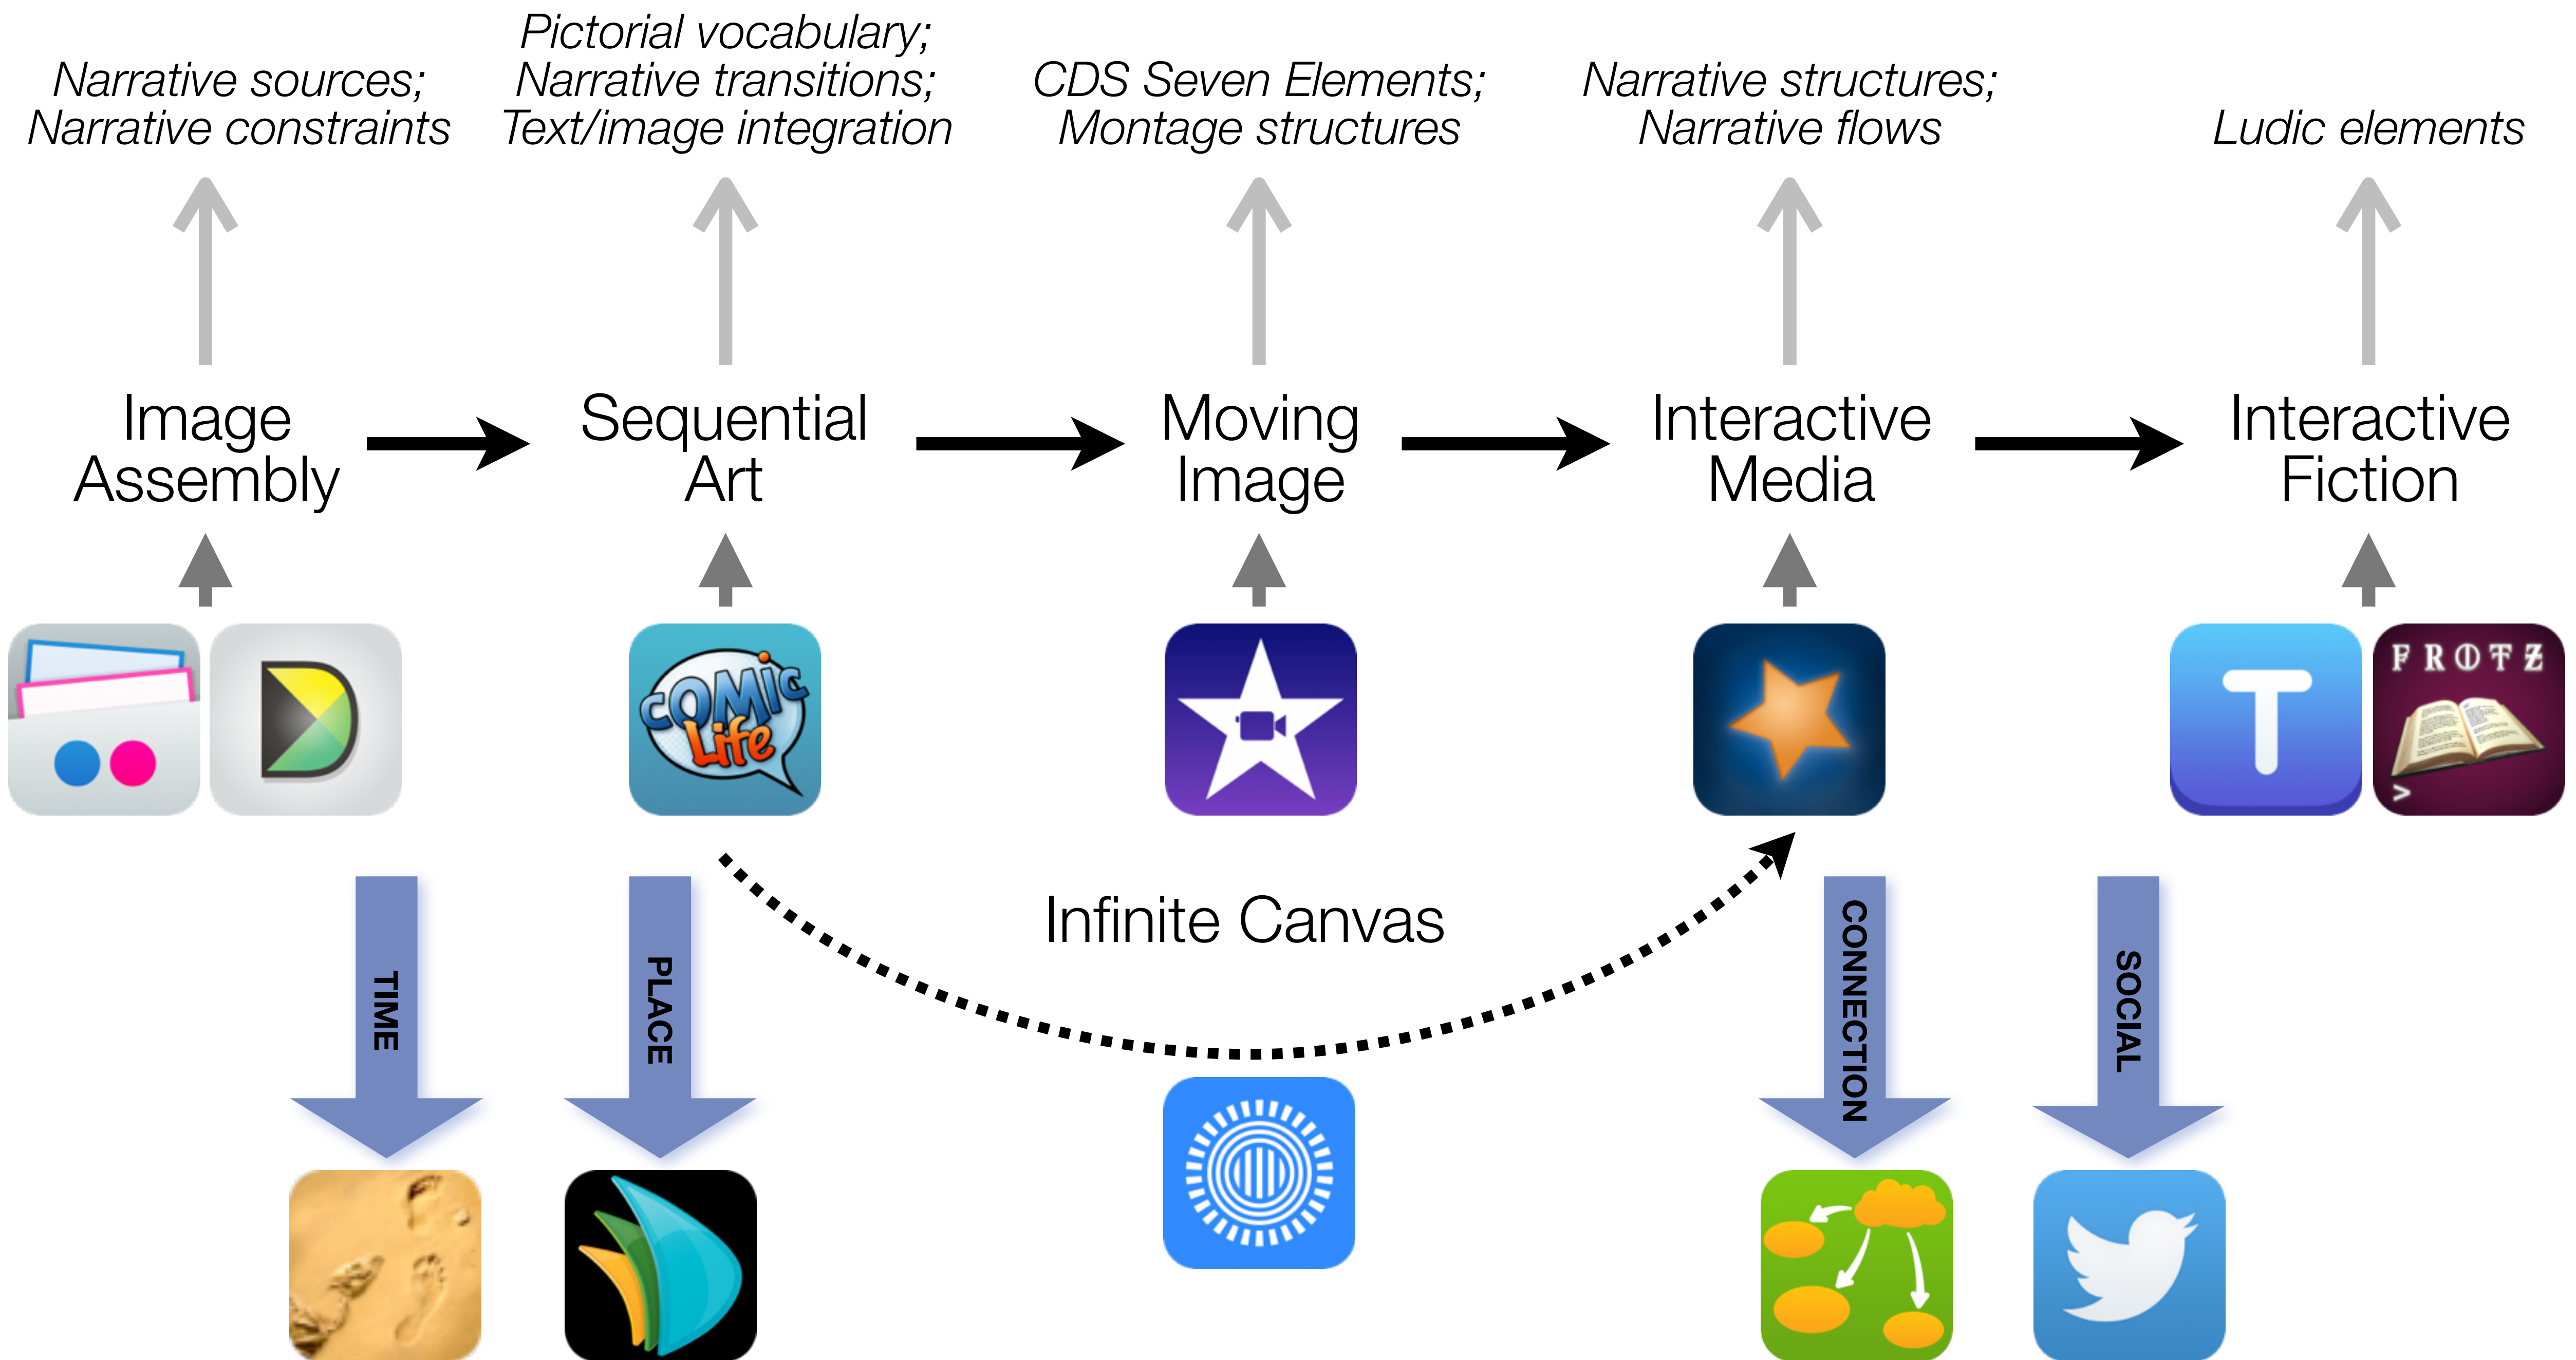 Narrative sources;
Narrative constraints
Pictorial vocabulary;
Narrative transitions;
Text/image integration
CDS Seven Elements;
Montage structures
Narrative structures;
Narrative flows
Ludic elements
Image
Assembly
Sequential
Art
Moving
Image
Interactive
Media
Interactive
Fiction
COMIC
Life
T
FROTZ
>
Infinite Canvas
TIME
PLACE
CONNECTION
SOCIAL